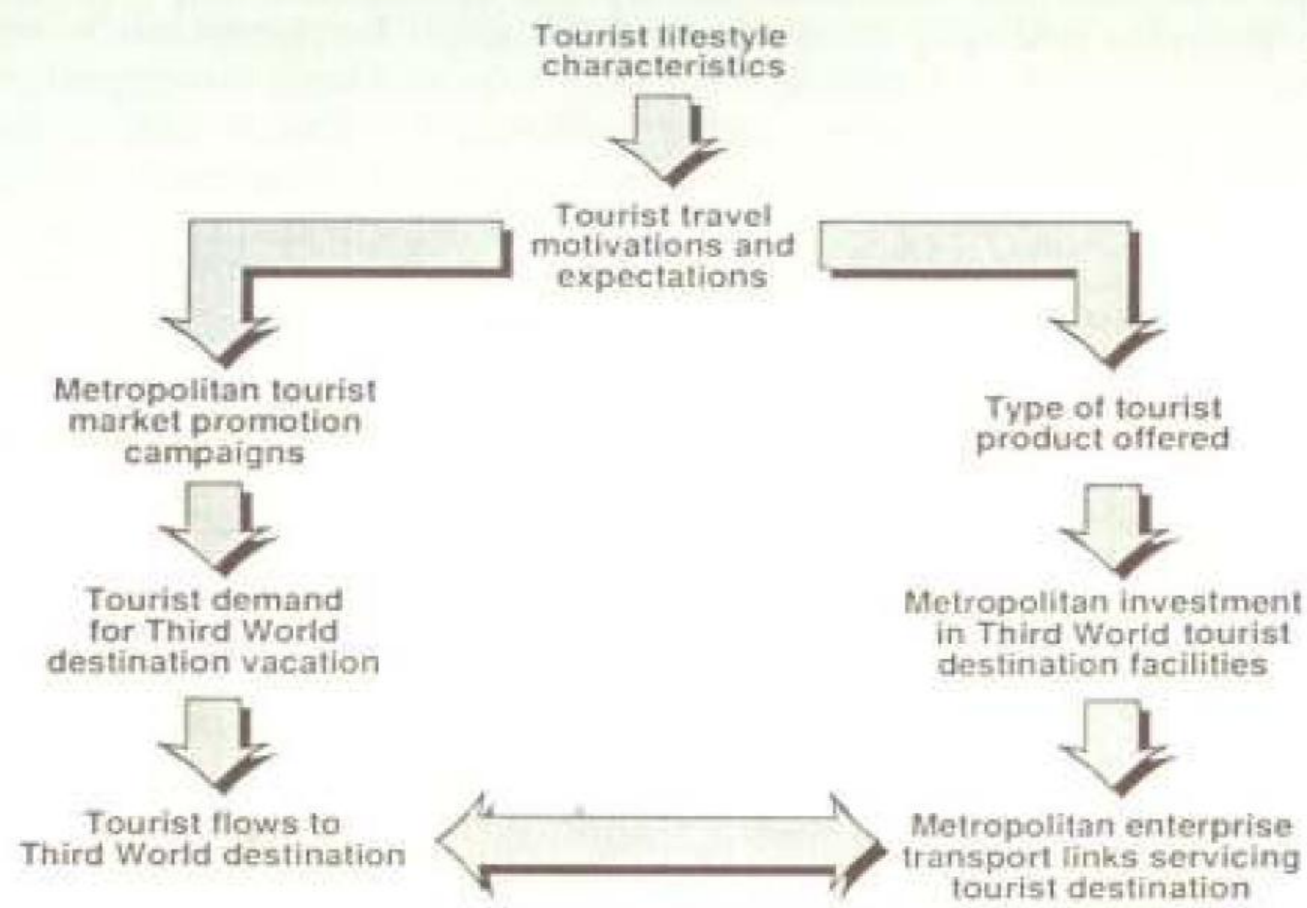 Tourist lifestyle
characteristics
Tourist travel
motivations and
expectations
Metropolitan tourist
market promotion
campaigns
Type of tourist
product offered
Tourist demand
for Third World
destination vacation
Metropolitan investment
in Third World tourist
destination facilities
Tourist flows to
Third World destination
Metropolitan enterprise
transport links servicing
tourist destination